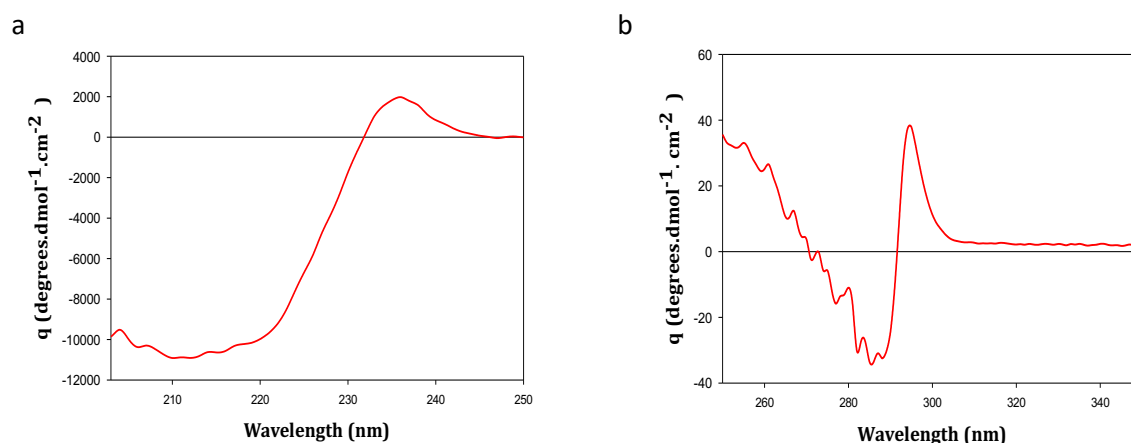 a
q (degrees.dmol⁻¹.cm⁻²)
4000
2000
0
-2000
-4000
-6000
-8000
-10000
-12000
210 220 230 240 250
Wavelength (nm)
b
q (degrees.dmol⁻¹. cm⁻²)
60
40
20
0
-20
-40
260 280 300 320 340
Wavelength (nm)